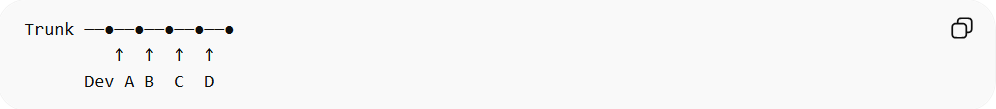 Trunk ──●──●──●──●──●
↑ ↑ ↑ ↑
Dev A B C D